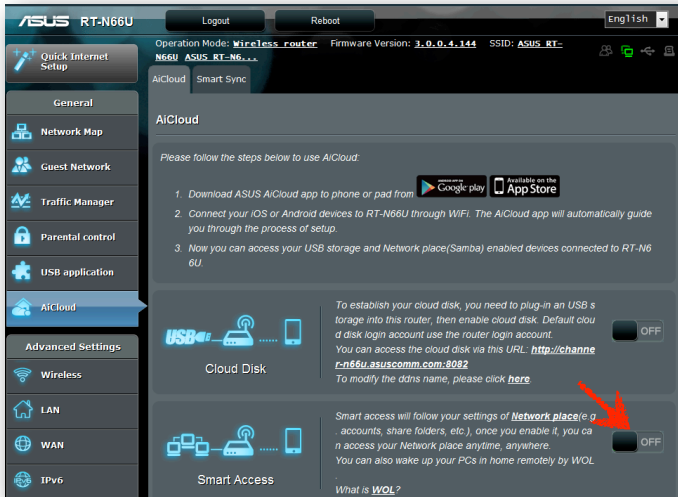 ASUS RT-N66U
Logout
Reboot
English
Quick Internet
Setup
Operation Mode: Wireless router Firmware Version: 3.0.0.4.144 SSID: ASUS RT-
N66U ASUS RT-N6...
AiCloud
Smart Sync
General
Network Map
Guest Network
Traffic Manager
Parental control
USB application
AiCloud
Advanced Settings
Wireless
LAN
WAN
IPv6
AiCloud
Please follow the steps below to use AiCloud:
1. Download ASUS AiCloud app to phone or pad from
ANDROID APP ON
Google play
Available on the
App Store
2. Connect your iOS or Android devices to RT-N66U through WiFi. The AiCloud app will automatically guide
you through the process of setup.
3. Now you can access your USB storage and Network place(Samba) enabled devices connected to RT-N6
6U.
USB
Cloud Disk
To establish your cloud disk, you need to plug-in an USB s
torage into this router, then enable cloud disk. Default clou
d disk login account use the router login account.
You can access the cloud disk via this URL: http://channe
r-n66u.asuscomm.com:8082
To modify the ddns name, please click here.
OFF
Smart Access
Smart access will follow your settings of Network place(e.g
. accounts, share folders, etc.), once you enable it, you ca
n access your Network place anytime, anywhere.
You can also wake up your PCs in home remotely by WOL
.
What is WOL?
OFF